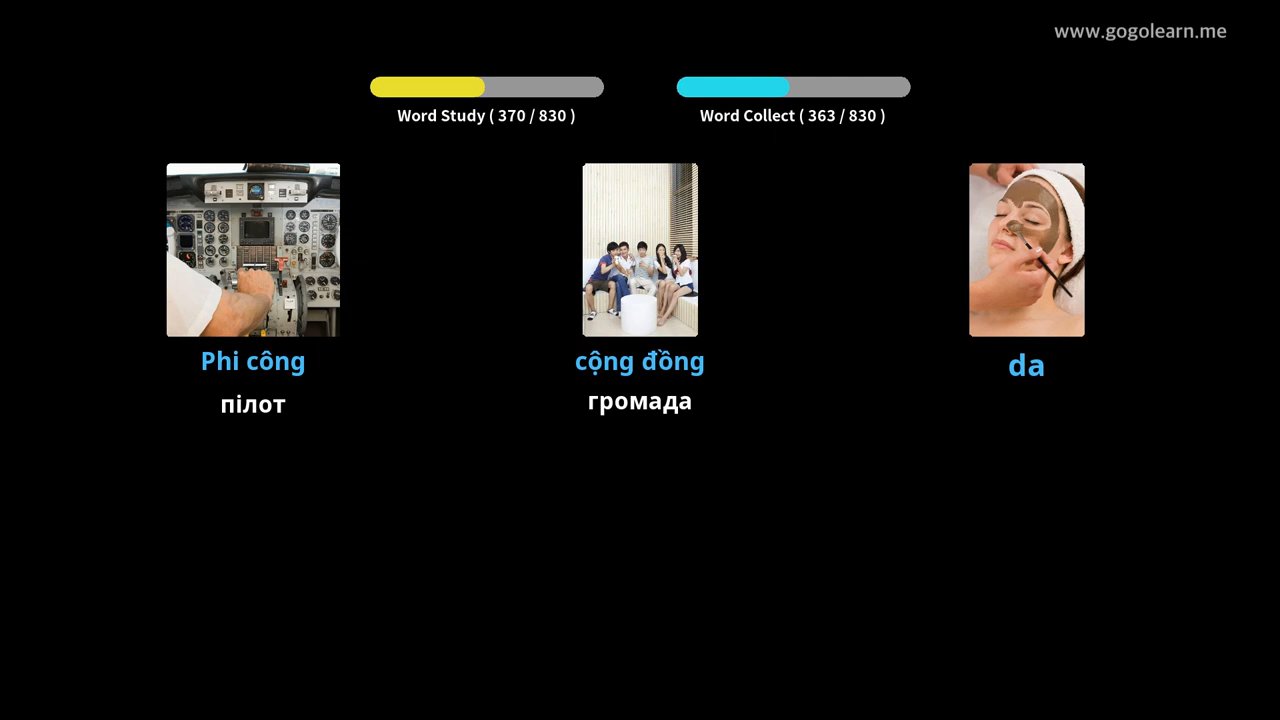 www.gogolearn.me
Word Study ( 370 / 830 )
Word Collect ( 363 / 830 )
Phi công
пілот
cộng đồng
громада
da